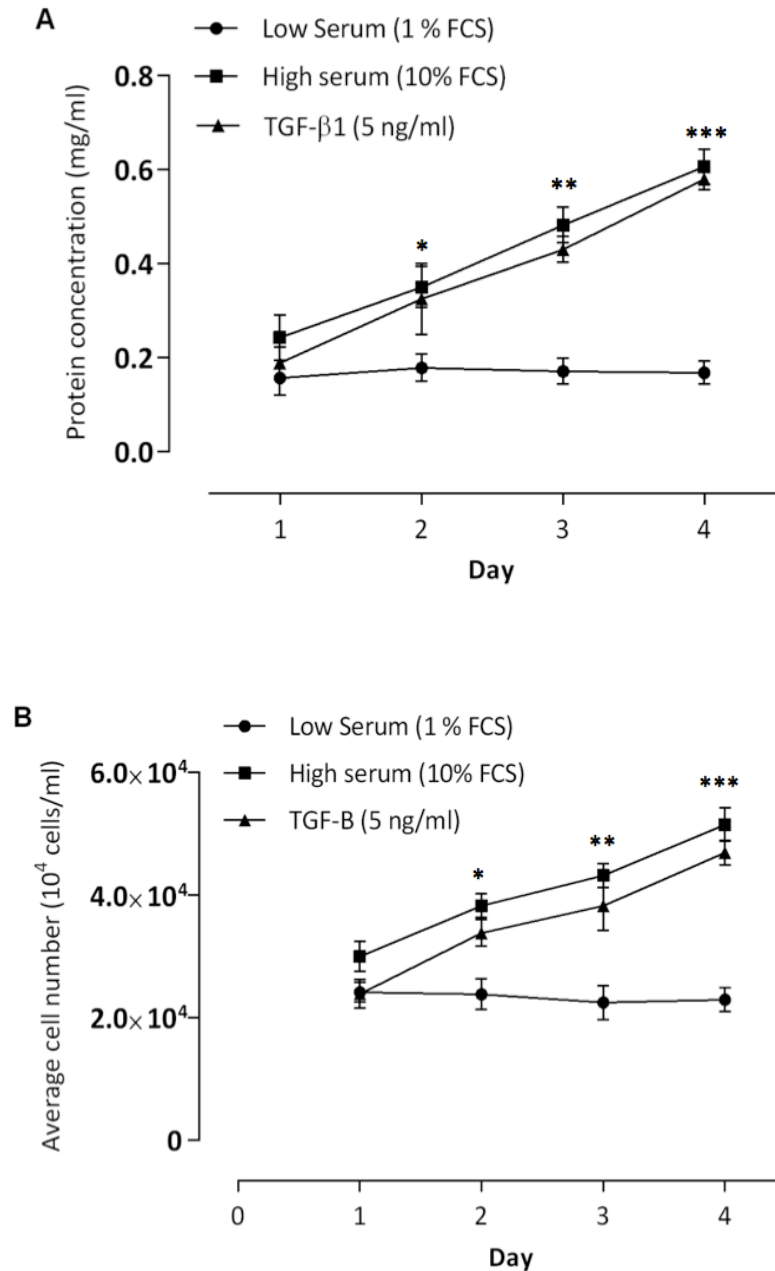 A
Low Serum (1 % FCS)
High serum (10% FCS)
TGF-β1 (5 ng/ml)
Protein concentration (mg/ml)
0.8
0.6
0.4
0.2
0.0
*
**
***
1 2 3 4
Day
B
Low Serum (1 % FCS)
High serum (10% FCS)
TGF-B (5 ng/ml)
Average cell number (10⁴ cells/ml)
6.0× 10⁴
4.0× 10⁴
2.0× 10⁴
0
*
**
***
0 1 2 3 4
Day